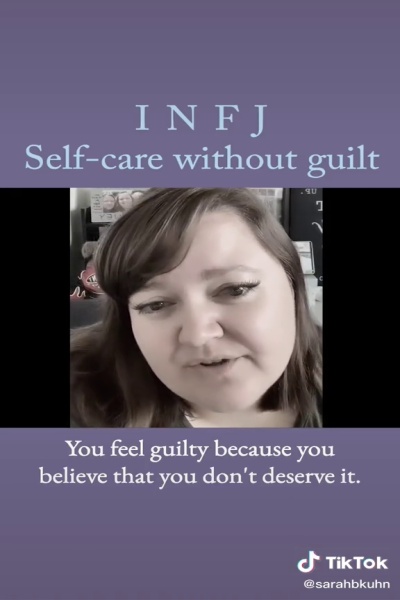 I N F J
Self-care without guilt
You feel guilty because you
believe that you don't deserve it.
TikTok
@sarahbkuhn